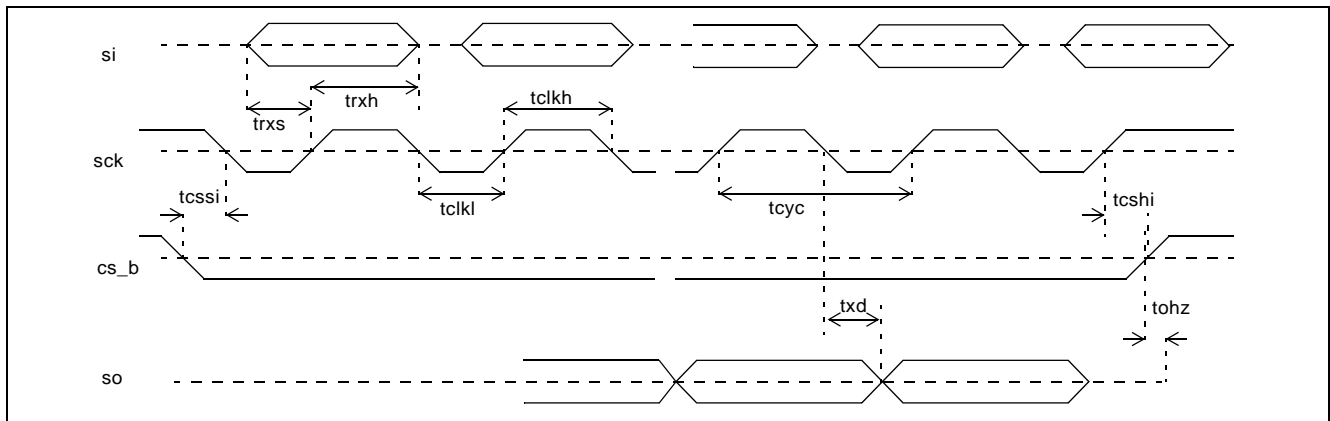 si
trxh
tclkh
trxs
sck
tcssi
tclkl
tcyc
tcshi
cs_b
txd
tohz
so